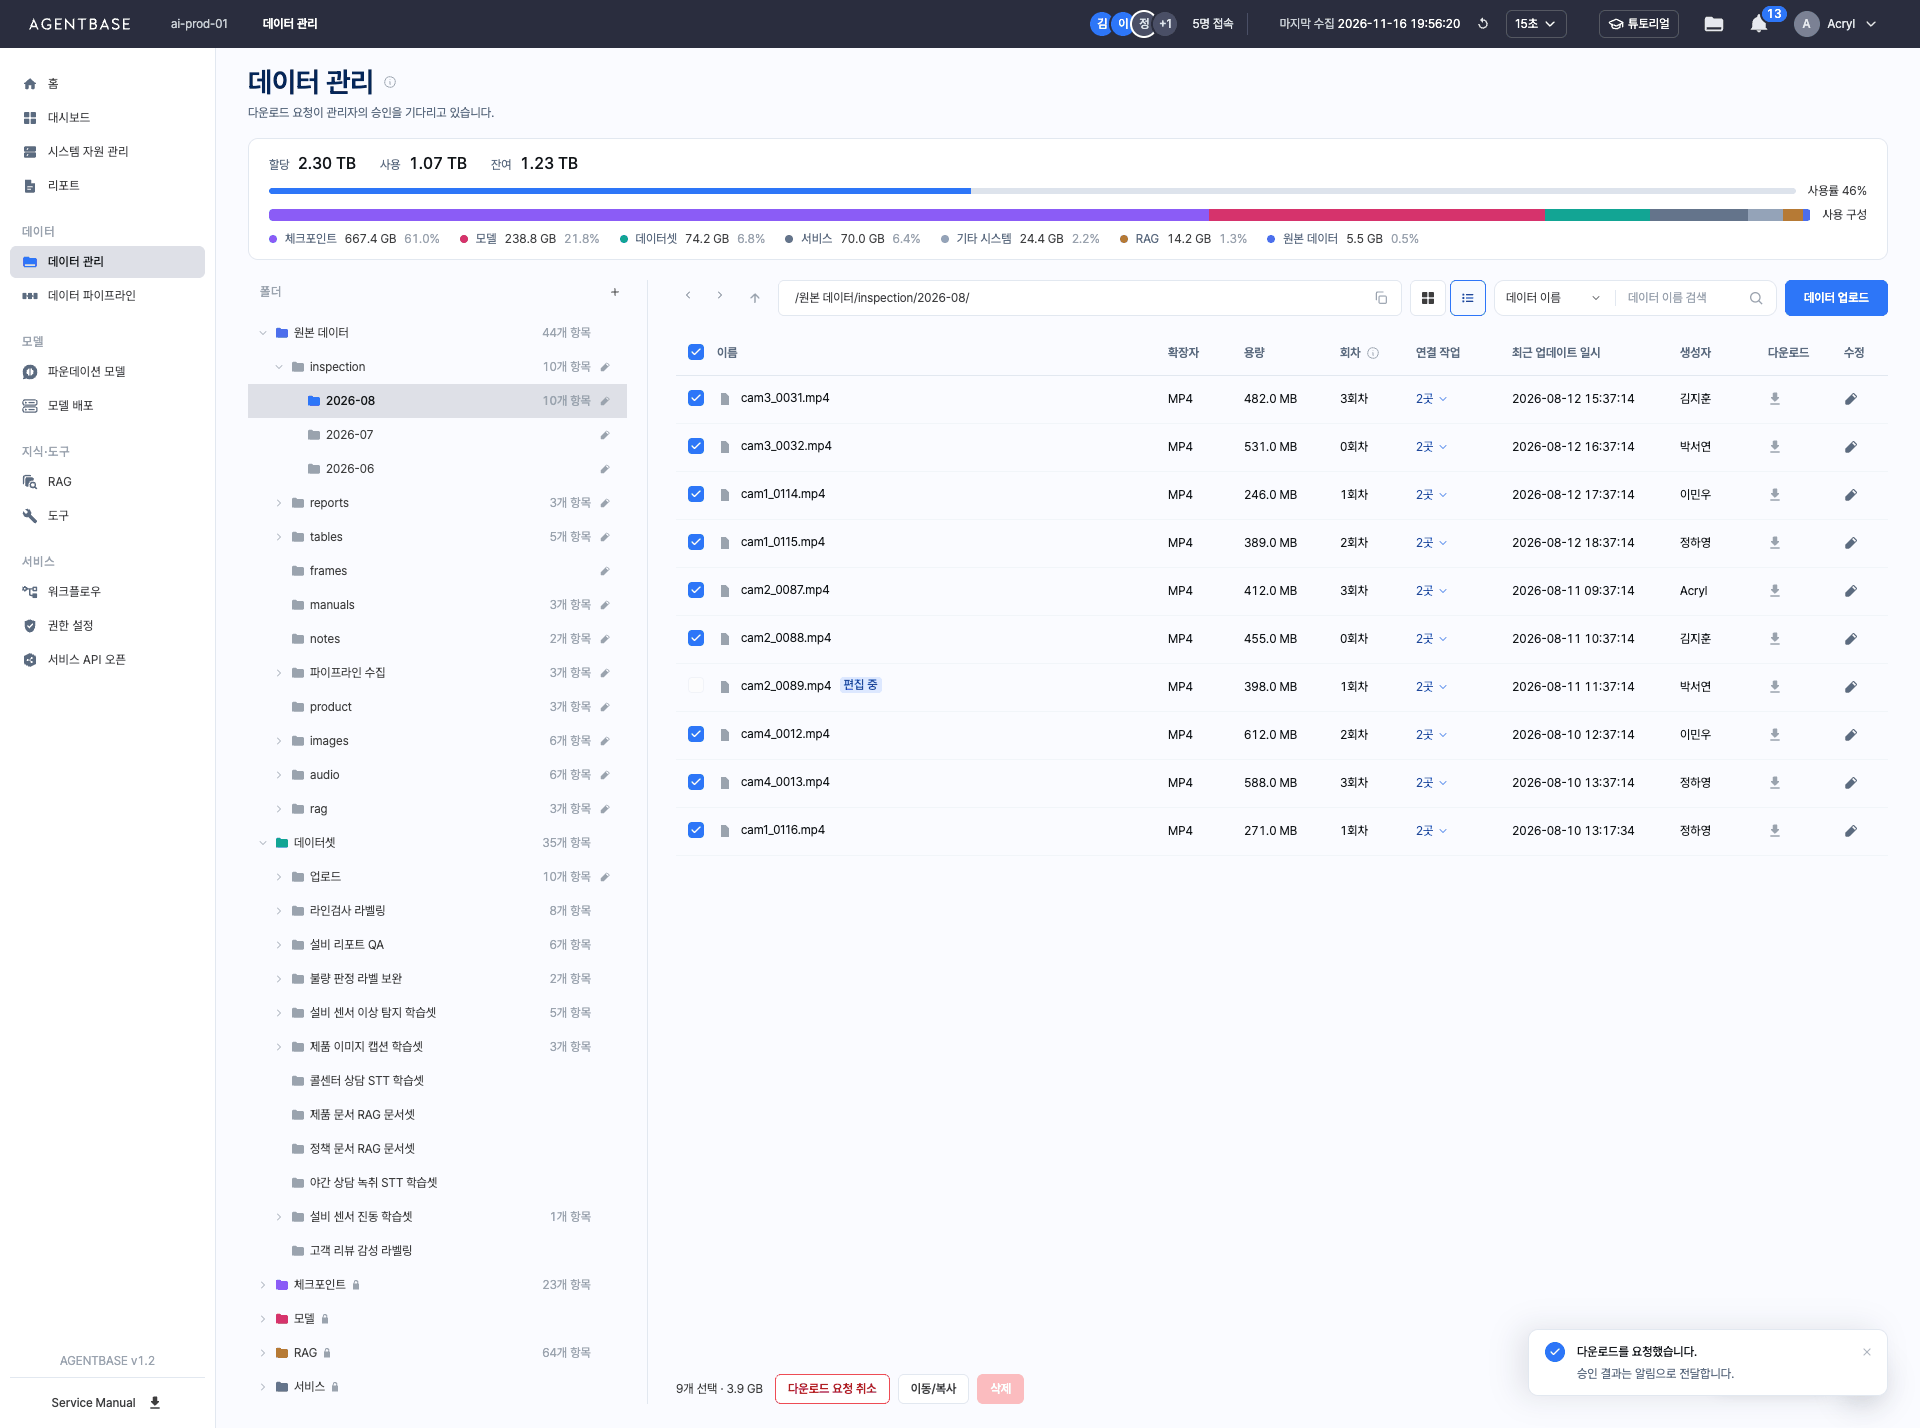 AGENTBASE ai-prod-01 데이터 관리 김 이 정 +1 5명 접속 마지막 수집 2026-11-16 19:56:20 15초 튜토리얼 13 A Acryl
홈
대시보드
시스템 자원 관리
리포트
데이터
데이터 관리
데이터 파이프라인
모델
파운데이션 모델
모델 배포
지식·도구
RAG
도구
서비스
워크플로우
권한 설정
서비스 API 오픈
AGENTBASE v1.2
Service Manual
데이터 관리
다운로드 요청이 관리자의 승인을 기다리고 있습니다.
할당 2.30 TB 사용 1.07 TB 잔여 1.23 TB
사용률 46%
사용 구성
체크포인트 667.4 GB 61.0% 모델 238.8 GB 21.8% 데이터셋 74.2 GB 6.8% 서비스 70.0 GB 6.4% 기타 시스템 24.4 GB 2.2% RAG 14.2 GB 1.3% 원본 데이터 5.5 GB 0.5%
폴더 +
원본 데이터 44개 항목
inspection 10개 항목
2026-08 10개 항목
2026-07
2026-06
reports 3개 항목
tables 5개 항목
frames
manuals 3개 항목
notes 2개 항목
파이프라인 수집 3개 항목
product 3개 항목
images 6개 항목
audio 6개 항목
rag 3개 항목
데이터셋 35개 항목
업로드 10개 항목
라인검사 라벨링 8개 항목
설비 리포트 QA 6개 항목
불량 판정 라벨 보완 2개 항목
설비 센서 이상 탐지 학습셋 5개 항목
제품 이미지 캡션 학습셋 3개 항목
콜센터 상담 STT 학습셋
제품 문서 RAG 문서셋
정책 문서 RAG 문서셋
야간 상담 녹취 STT 학습셋
설비 센서 진동 학습셋 1개 항목
고객 리뷰 감성 라벨링
체크포인트 23개 항목
모델
RAG 64개 항목
서비스
/원본 데이터/inspection/2026-08/ 데이터 이름 데이터 이름 검색 데이터 업로드
이름 확장자 용량 회차 연결 작업 최근 업데이트 일시 생성자 다운로드 수정
cam3_0031.mp4 MP4 482.0 MB 3회차 2곳 2026-08-12 15:37:14 김지훈
cam3_0032.mp4 MP4 531.0 MB 0회차 2곳 2026-08-12 16:37:14 박서연
cam1_0114.mp4 MP4 246.0 MB 1회차 2곳 2026-08-12 17:37:14 이민우
cam1_0115.mp4 MP4 389.0 MB 2회차 2곳 2026-08-12 18:37:14 정하영
cam2_0087.mp4 MP4 412.0 MB 3회차 2곳 2026-08-11 09:37:14 Acryl
cam2_0088.mp4 MP4 455.0 MB 0회차 2곳 2026-08-11 10:37:14 김지훈
cam2_0089.mp4 편집 중 MP4 398.0 MB 1회차 2곳 2026-08-11 11:37:14 박서연
cam4_0012.mp4 MP4 612.0 MB 2회차 2곳 2026-08-10 12:37:14 이민우
cam4_0013.mp4 MP4 588.0 MB 3회차 2곳 2026-08-10 13:37:14 정하영
cam1_0116.mp4 MP4 271.0 MB 1회차 2곳 2026-08-10 13:17:34 정하영
9개 선택 · 3.9 GB 다운로드 요청 취소 이동/복사 삭제
다운로드를 요청했습니다.
승인 결과는 알림으로 전달합니다.